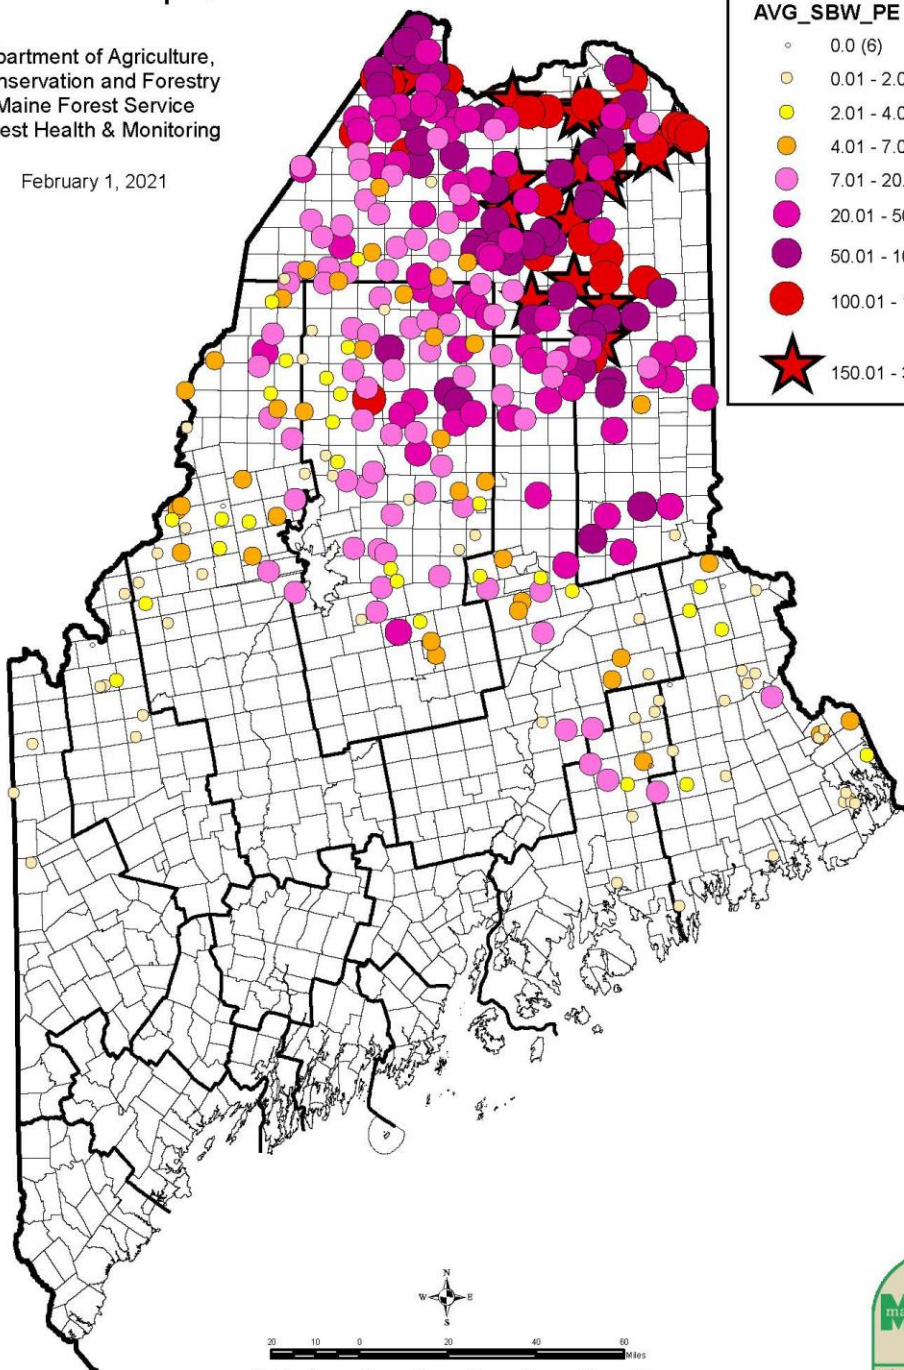 partment of Agriculture,
nservation and Forestry
Maine Forest Service
est Health & Monitoring
February 1, 2021
AVG_SBW_PE
0.0 (6)
0.01 - 2.0
2.01 - 4.0
4.01 - 7.0
7.01 - 20.
20.01 - 50
50.01 - 10
100.01 -
150.01 - 3
N
W E
S
20 10 0 20 40 60
Miles